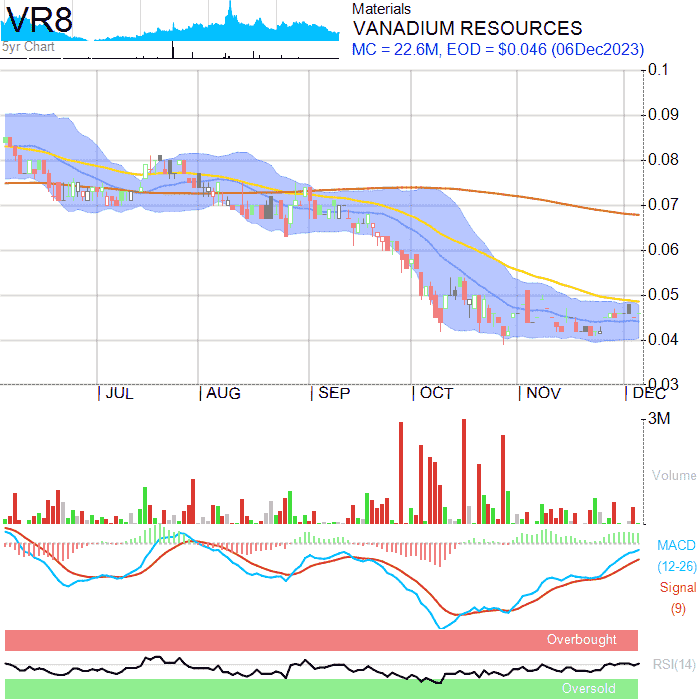 VR8
5yr Chart
Materials
VANADIUM RESOURCES
MC = 22.6M, EOD = $0.046 (06Dec2023)
0.1
0.09
0.08
0.07
0.06
0.05
0.04
0.03
JUL AUG SEP OCT NOV DEC
3M
Volume
MACD
(12-26)
Signal
(9)
Overbought
RSI(14)
Oversold